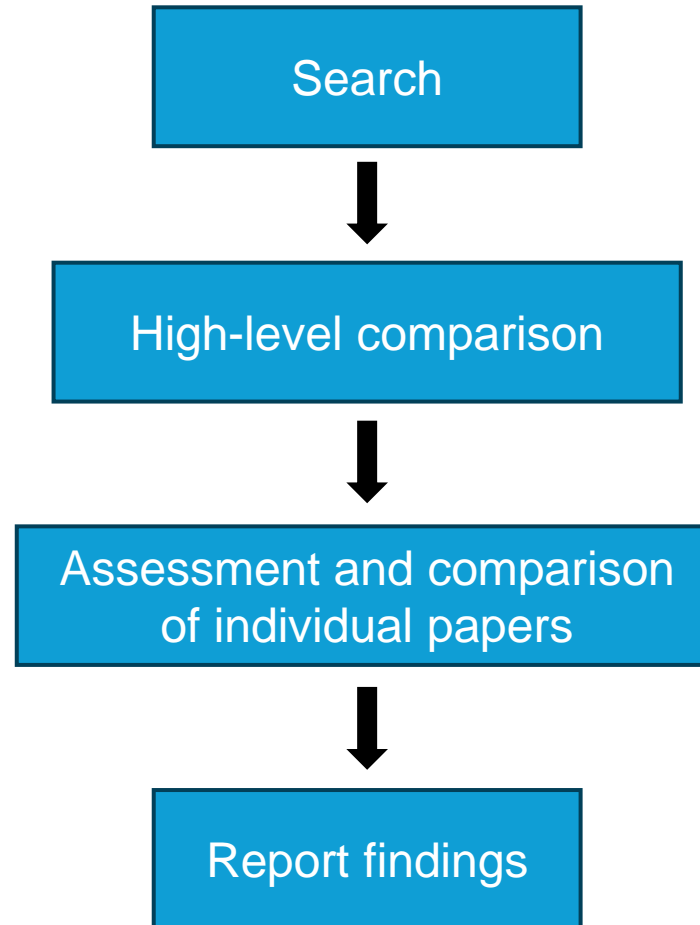 Search
High-level comparison
Assessment and comparison
of individual papers
Report findings